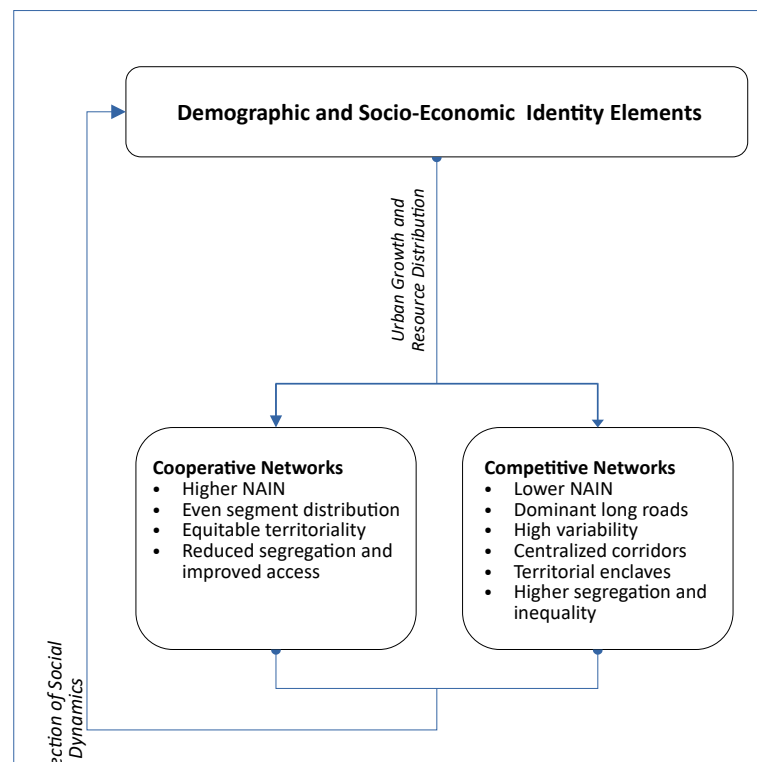 Demographic and Socio-Economic Identity Elements
Urban Growth and
Resource Distribution
Cooperative Networks
• Higher NAIN
• Even segment distribution
• Equitable territoriality
• Reduced segregation and
improved access
Competitive Networks
• Lower NAIN
• Dominant long roads
• High variability
• Centralized corridors
• Territorial enclaves
• Higher segregation and
inequality
of Social
Dynamics